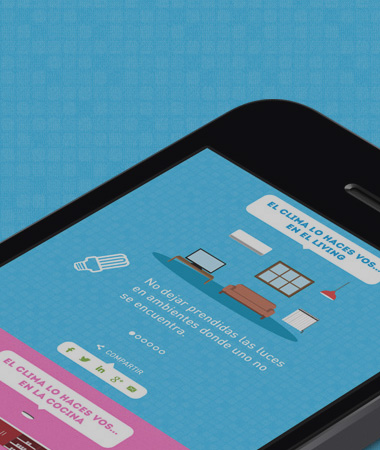 EL CLIMA LO HACES VOS...
EN EL LIVING
No dejar prendidas las luces
en ambientes donde uno no
se encuentra.
COMPARTIR
f
in
g+
EL CLIMA LO HACES VOS...
EN LA COCINA